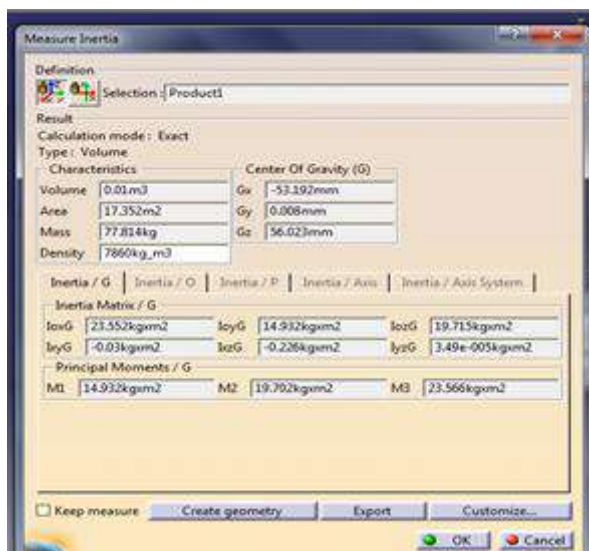 Measure Inertia
Definition
Selection : Product1
Result
Calculation mode : Exact
Type : Volume
Characteristics
Center Of Gravity (G)
Volume 0.01m3 Gx -53.192mm
Area 17.352m2 Gy 0.008mm
Mass 77.814kg Gz 56.023mm
Density 7860kg_m3
Inertia / G Inertia / O Inertia / P Inertia / Axis Inertia / Axis System
Inertia Matrix / G
IoxG 23.552kgxm2 IoyG 14.932kgxm2 IozG 19.715kgxm2
IxyG -0.03kgxm2 IxzG -0.226kgxm2 IyzG 3.49e-005kgxm2
Principal Moments / G
M1 14.932kgxm2 M2 19.702kgxm2 M3 23.566kgxm2
Keep measure Create geometry Export Customize...
OK Cancel